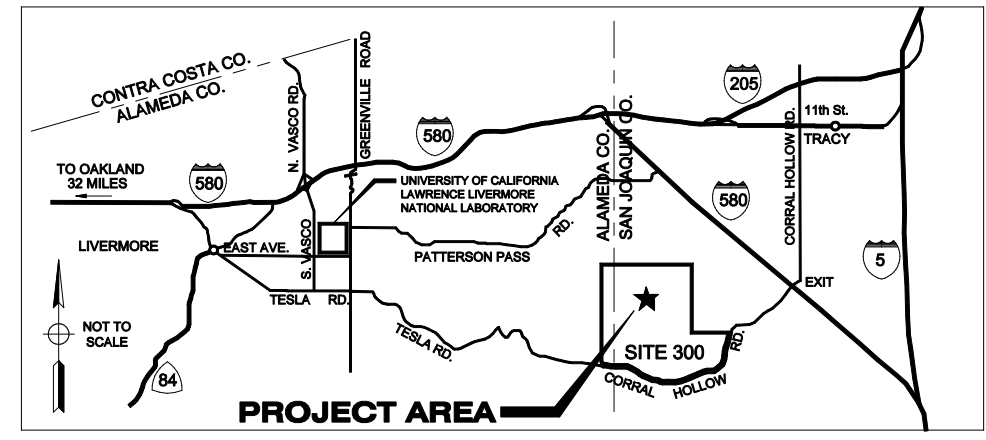 CONTRA COSTA CO.
ALAMEDA CO.
N. VASCO RD.
GREENVILLE ROAD
580
205
11th St.
TRACY
CORRAL HOLLOW RD.
TO OAKLAND
32 MILES
580
UNIVERSITY OF CALIFORNIA
LAWRENCE LIVERMORE
NATIONAL LABORATORY
ALAMEDA CO.
SAN JOAQUIN CO.
580
5
LIVERMORE
EAST AVE.
S. VASCO
PATTERSON PASS
RD.
EXIT
TESLA RD.
TESLA RD.
NOT TO
SCALE
84
SITE 300
CORRAL HOLLOW
RD.
PROJECT AREA